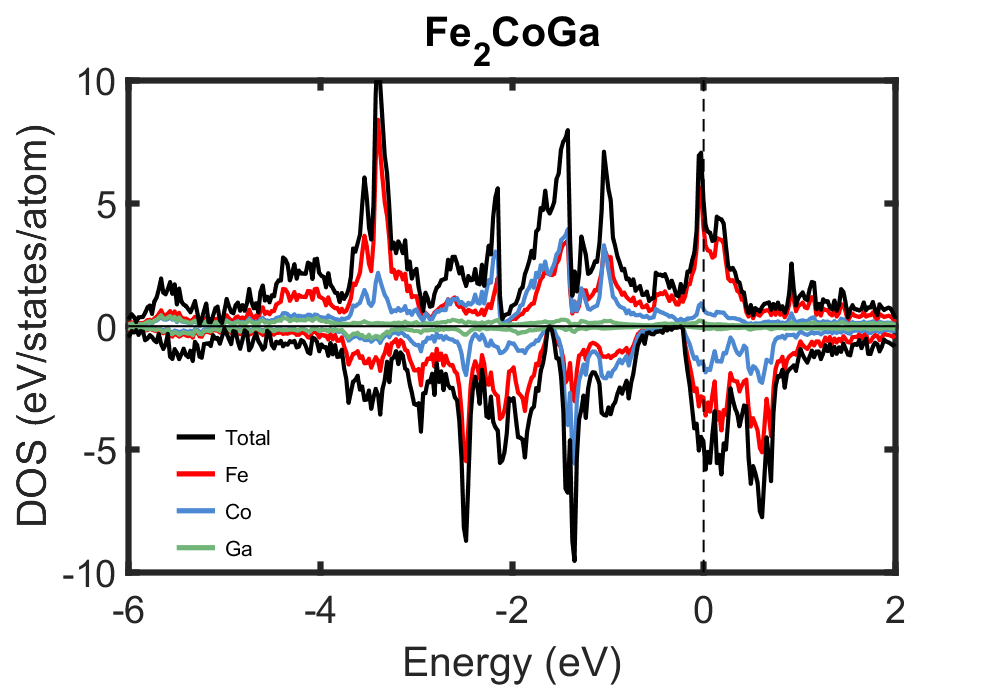 Fe₂CoGa
DOS (eV/states/atom)
10
5
0
-5
-10
Total
Fe
Co
Ga
-6 -4 -2 0 2
Energy (eV)